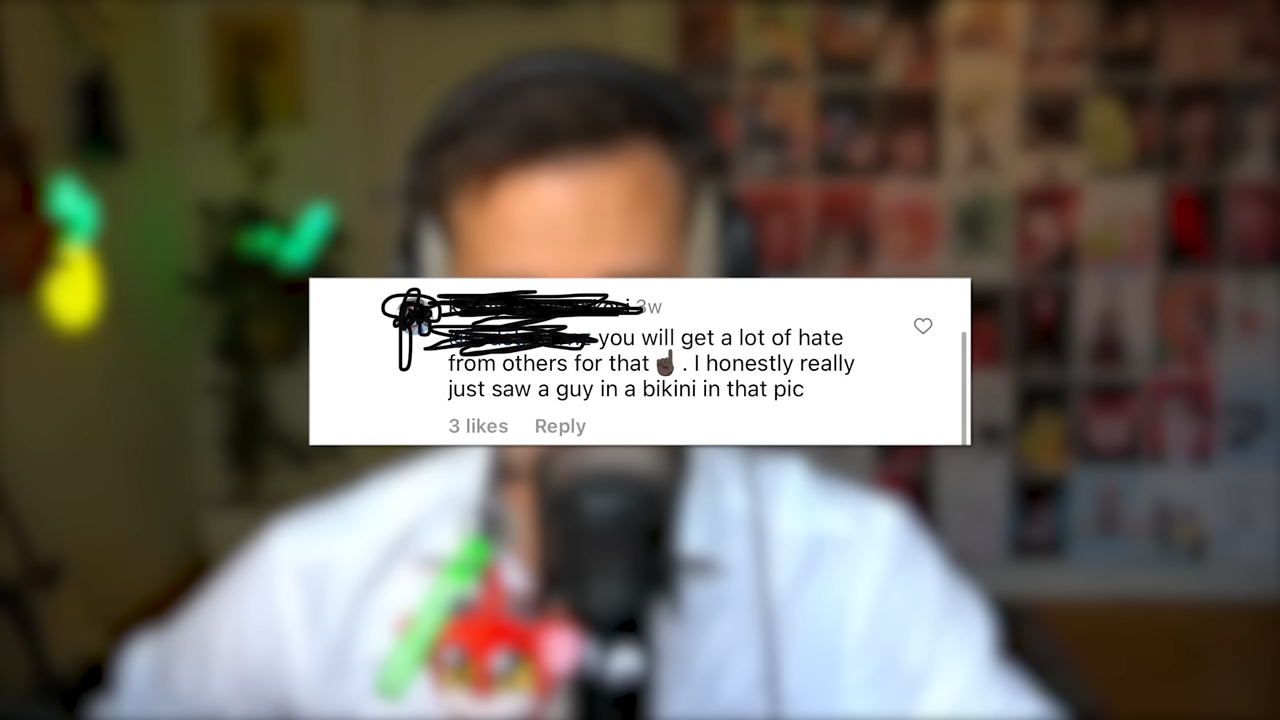 3w
you will get a lot of hate
from others for that ☝🏿 . I honestly really
just saw a guy in a bikini in that pic
3 likes Reply